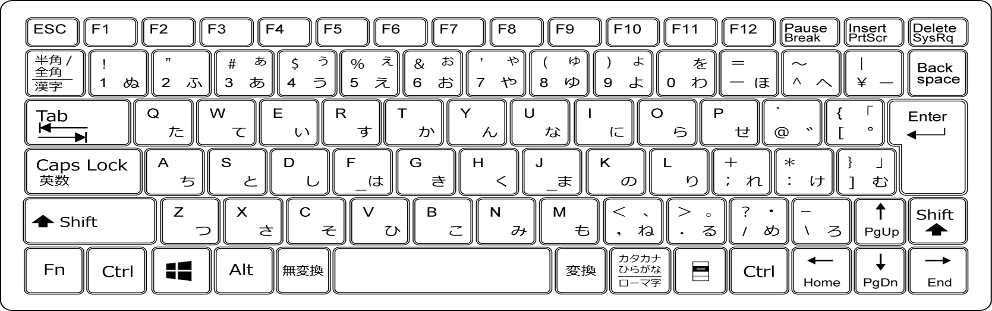 ESC F1 F2 F3 F4 F5 F6 F7 F8 F9 F10 F11 F12 Pause Break Insert PrtScr Delete SysRq
半角 / 全角 漢字 ! 1 ぬ " 2 ふ # ぁ 3 あ $ ぅ 4 う % ぇ 5 え & ぉ 6 お ' ゃ 7 や ( ゅ 8 ゆ ) ょ 9 よ を 0 わ = - ほ ~ ^ へ | ¥ ー Back space
Tab Q た W て E い R す T か Y ん U な I に O ら P せ ` @ ゛ { 「 [ ゜ Enter
Caps Lock 英数 A ち S と D し F _ は G き H く J _ ま K の L り + ; れ * : け } 」 ] む
Shift Z つ X さ C そ V ひ B こ N み M も < 、 , ね > 。 . る ? ・ / め _ \ ろ ↑ PgUp Shift
Fn Ctrl Alt 無変換 変換 カタカナ ひらがな ローマ字 Ctrl ← Home ↓ PgDn → End